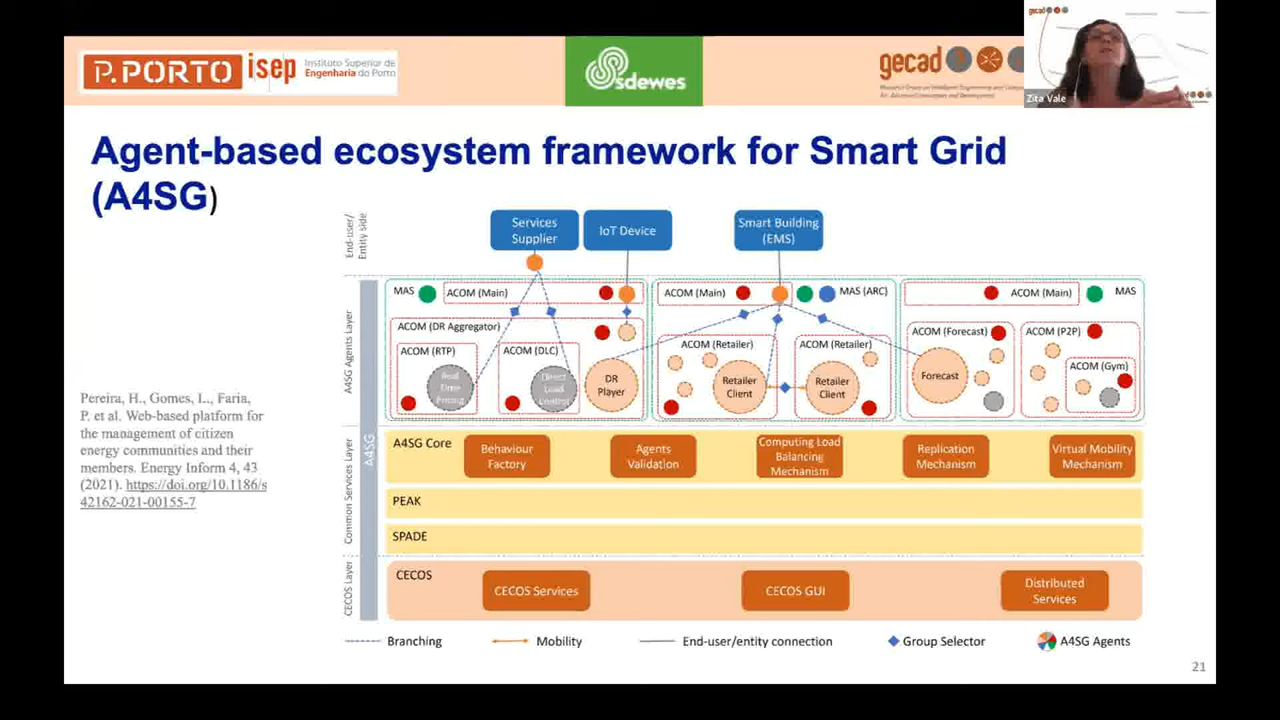 P.PORTO
isep
Instituto Superior de
Engenharia do Porto
sdewes
gecad
gecad
Zita Vale
Agent-based ecosystem framework for Smart Grid
(A4SG)
End-user/
Entity side
Services
Supplier
IoT Device
Smart Building
(EMS)
A4SG Agents Layer
MAS
ACOM (Main)
ACOM (Main)
MAS (ARC)
ACOM (Main)
MAS
ACOM (DR Aggregator)
ACOM (RTP)
ACOM (DLC)
Real
Time
Pricing
Direct
Load
Control
DR
Player
ACOM (Retailer)
ACOM (Retailer)
Retailer
Client
Retailer
Client
ACOM (Forecast)
Forecast
ACOM (P2P)
ACOM (Gym)
Pereira, H., Gomes, L., Faria,
P. et al. Web-based platform for
the management of citizen
energy communities and their
members. Energy Inform 4, 43
(2021). https://doi.org/10.1186/s
42162-021-00155-7
A4SG
Common Services Layer
A4SG Core
Behaviour
Factory
Agents
Validation
Computing Load
Balancing
Mechanism
Replication
Mechanism
Virtual Mobility
Mechanism
PEAK
SPADE
CECOS Layer
CECOS
CECOS Services
CECOS GUI
Distributed
Services
Branching
Mobility
End-user/entity connection
Group Selector
A4SG Agents
21